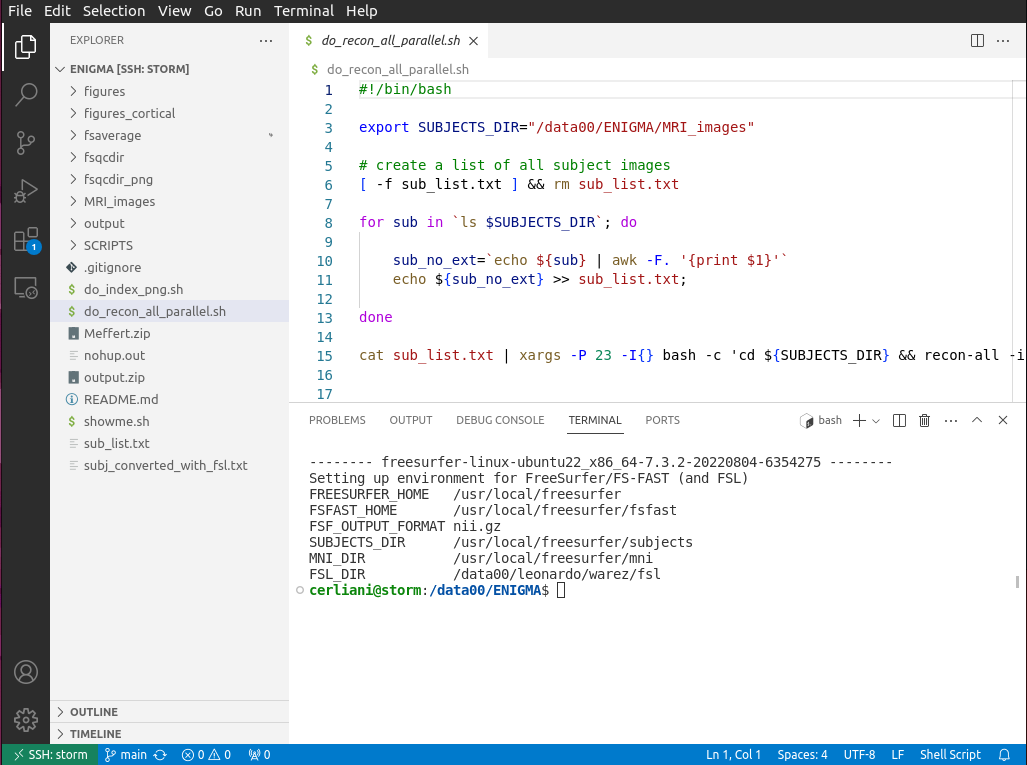 File Edit Selection View Go Run Terminal Help
EXPLORER
ENIGMA [SSH: STORM]
figures
figures_cortical
fsaverage
fsqcdir
fsqcdir_png
MRI_images
output
SCRIPTS
.gitignore
do_index_png.sh
do_recon_all_parallel.sh
Meffert.zip
nohup.out
output.zip
README.md
showme.sh
sub_list.txt
subj_converted_with_fsl.txt
OUTLINE
TIMELINE
1
$ do_recon_all_parallel.sh
$ do_recon_all_parallel.sh
1 #!/bin/bash
2
3 export SUBJECTS_DIR="/data00/ENIGMA/MRI_images"
4
5 # create a list of all subject images
6 [ -f sub_list.txt ] && rm sub_list.txt
7
8 for sub in `ls $SUBJECTS_DIR`; do
9
10 sub_no_ext=`echo ${sub} | awk -F. '{print $1}'`
11 echo ${sub_no_ext} >> sub_list.txt;
12
13 done
14
15 cat sub_list.txt | xargs -P 23 -I{} bash -c 'cd ${SUBJECTS_DIR} && recon-all -i
16
17
PROBLEMS OUTPUT DEBUG CONSOLE TERMINAL PORTS bash
-------- freesurfer-linux-ubuntu22_x86_64-7.3.2-20220804-6354275 --------
Setting up environment for FreeSurfer/FS-FAST (and FSL)
FREESURFER_HOME /usr/local/freesurfer
FSFAST_HOME /usr/local/freesurfer/fsfast
FSF_OUTPUT_FORMAT nii.gz
SUBJECTS_DIR /usr/local/freesurfer/subjects
MNI_DIR /usr/local/freesurfer/mni
FSL_DIR /data00/leonardo/warez/fsl
cerliani@storm:/data00/ENIGMA$
SSH: storm main 0 0 0 Ln 1, Col 1 Spaces: 4 UTF-8 LF Shell Script